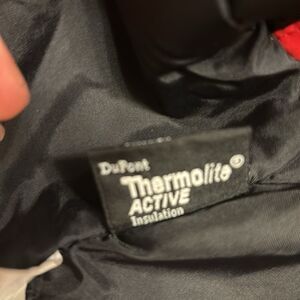 DuPont
Thermolite®
ACTIVE
Insulation